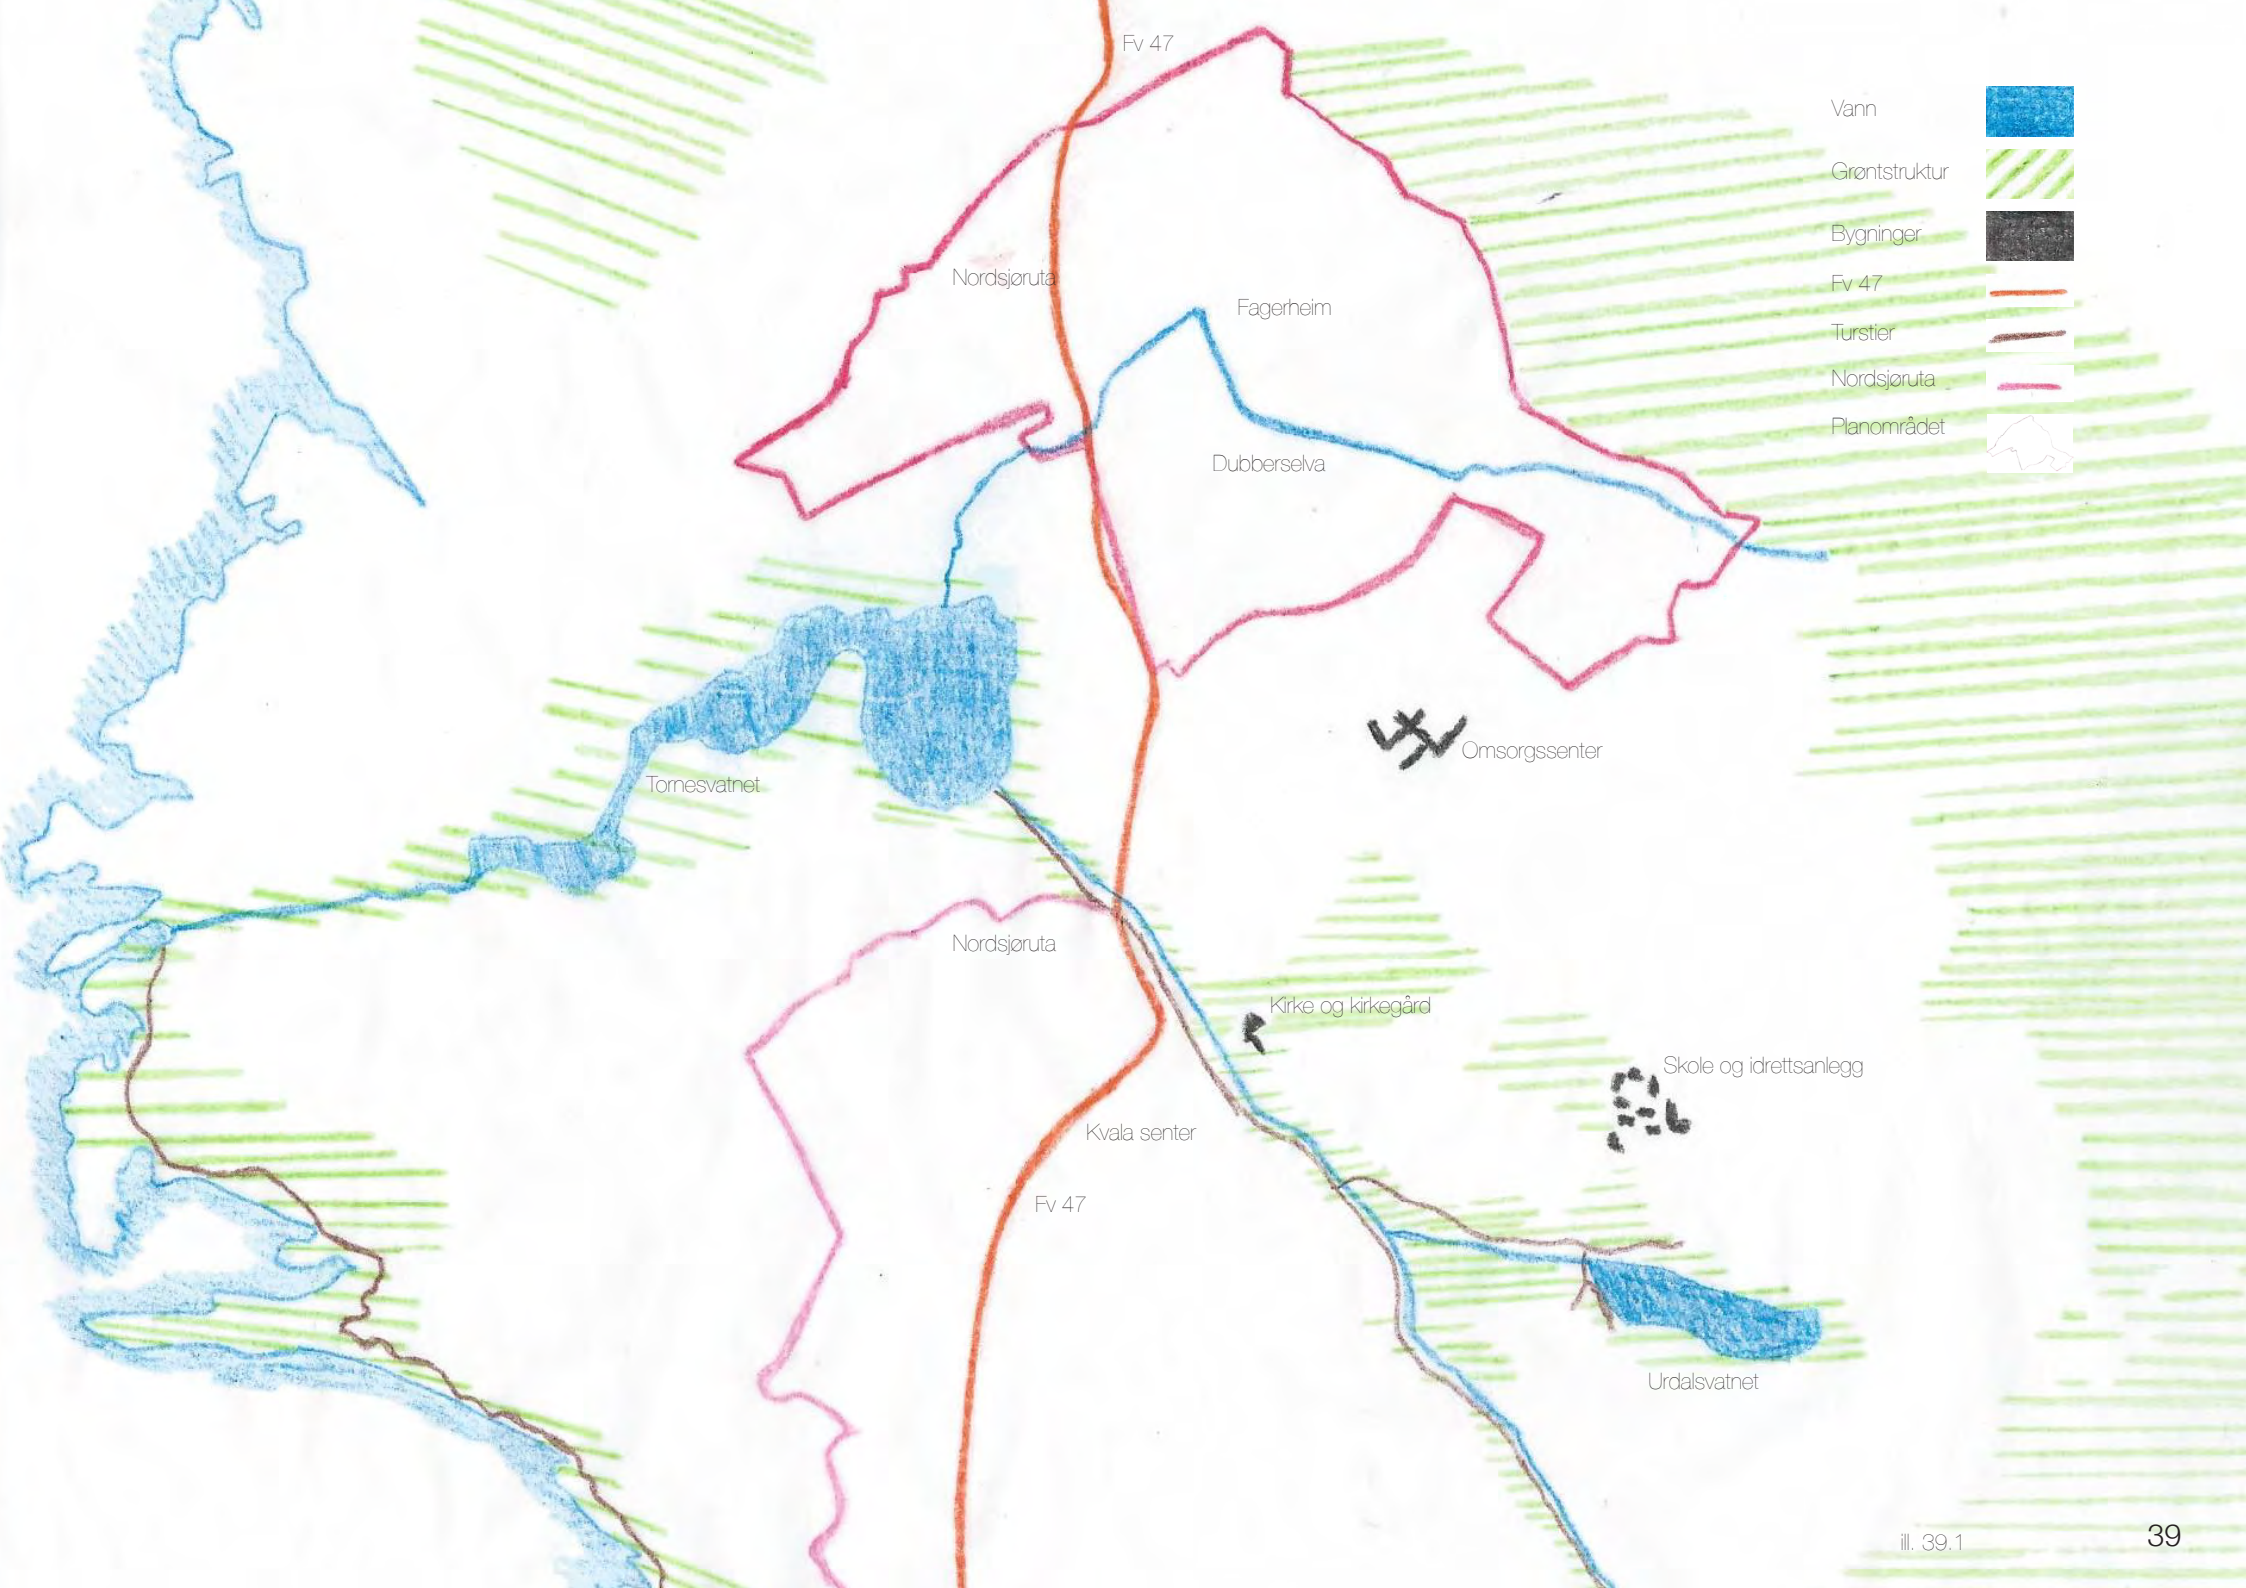 Fv 47
Vann
Grøntstruktur
Bygninger
Fv 47
Turstier
Nordsjøruta
Planområdet
Nordsjøruta
Fagerheim
Dubberselva
Omsorgssenter
Tornesvatnet
Nordsjøruta
Kirke og kirkegård
Skole og idrettsanlegg
Kvala senter
Fv 47
Urdalsvatnet
ill. 39.1
39